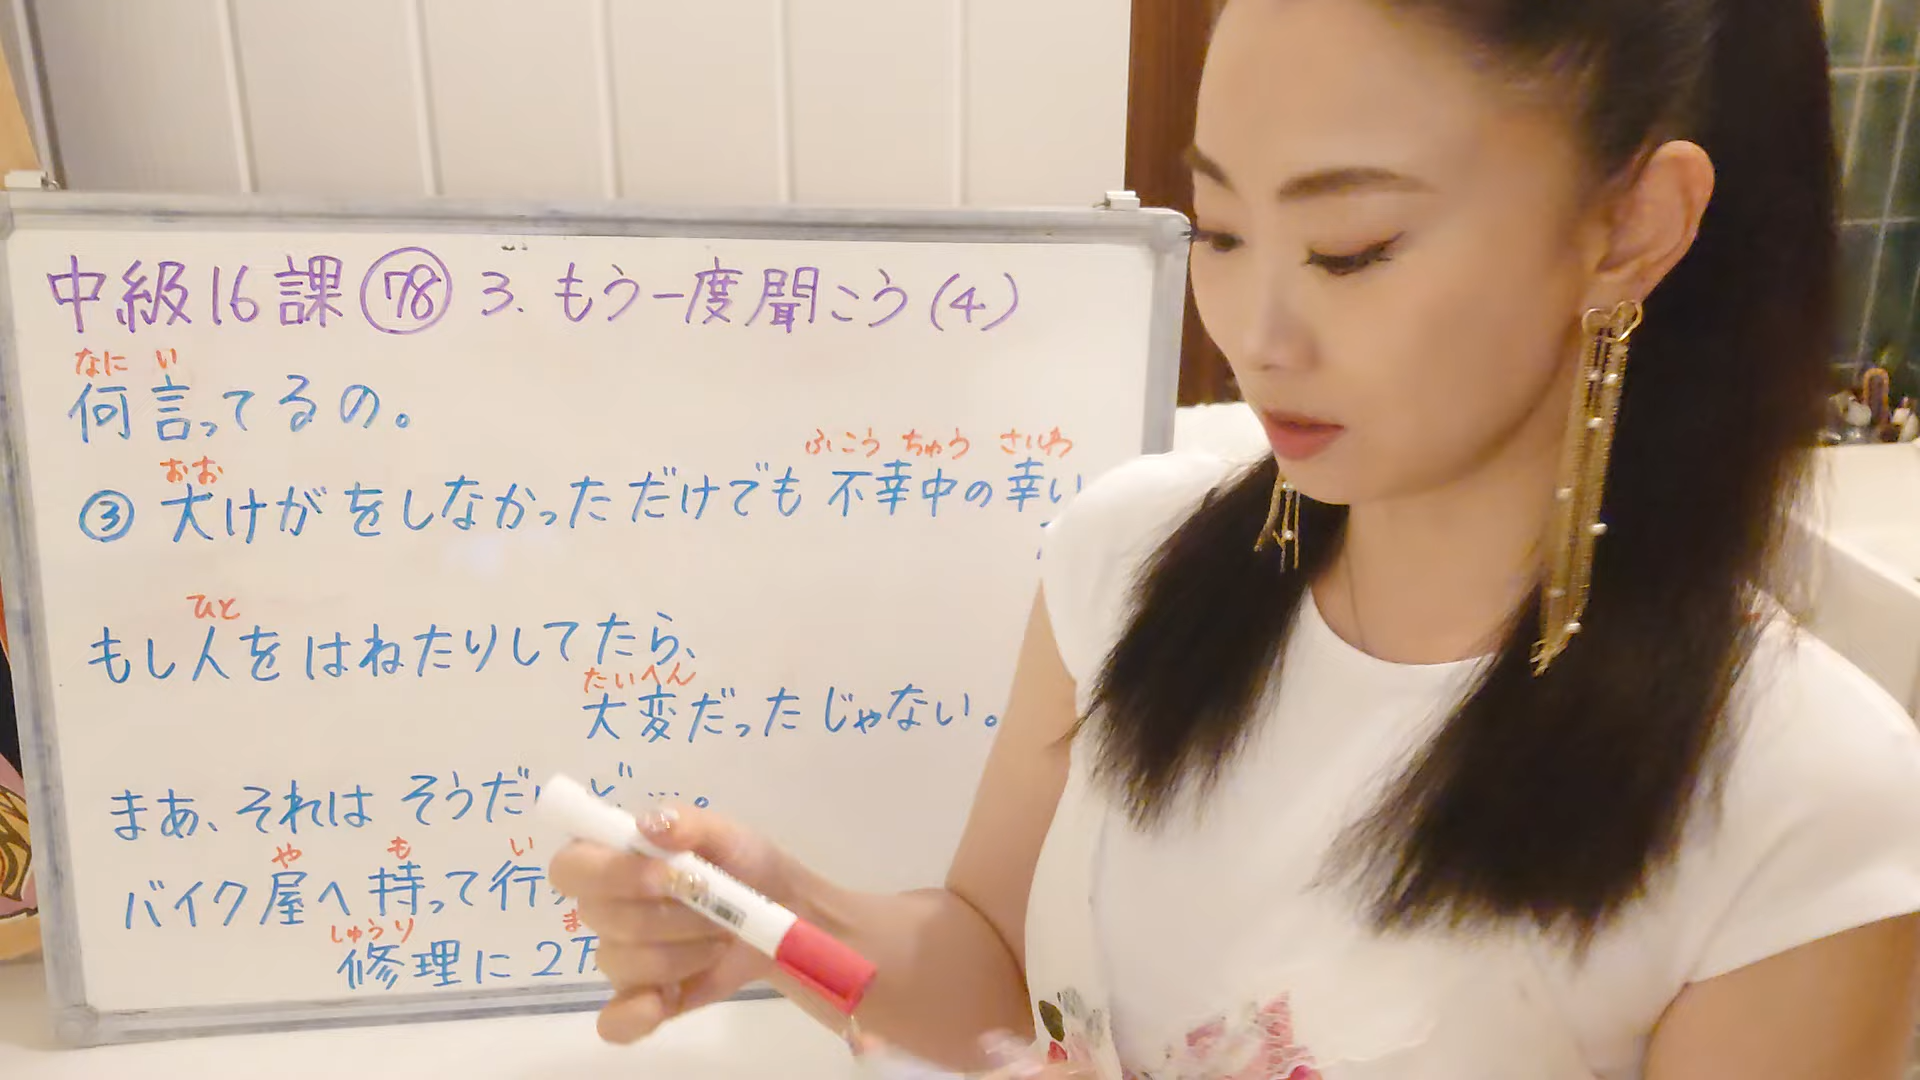 中級16課 78 3. もう一度聞こう(4)
なに い
何言ってるの。
ふこう ちゅう さいわ
おお
③ 大けがをしなかっただけでも 不幸中の幸い
ひと
もし人をはねたりしてたら、
たいへん
大変だったじゃない。
まあ、それは そうだ ど…。
や も い
バイク屋へ持って行っ
しゅうり ま
修理に2万